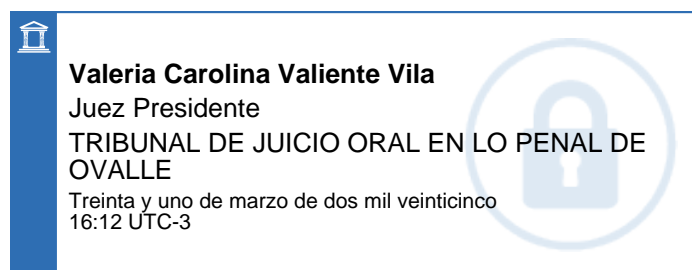 Valeria Carolina Valiente Vila
Juez Presidente
TRIBUNAL DE JUICIO ORAL EN LO PENAL DE
OVALLE
Treinta y uno de marzo de dos mil veinticinco
16:12 UTC-3